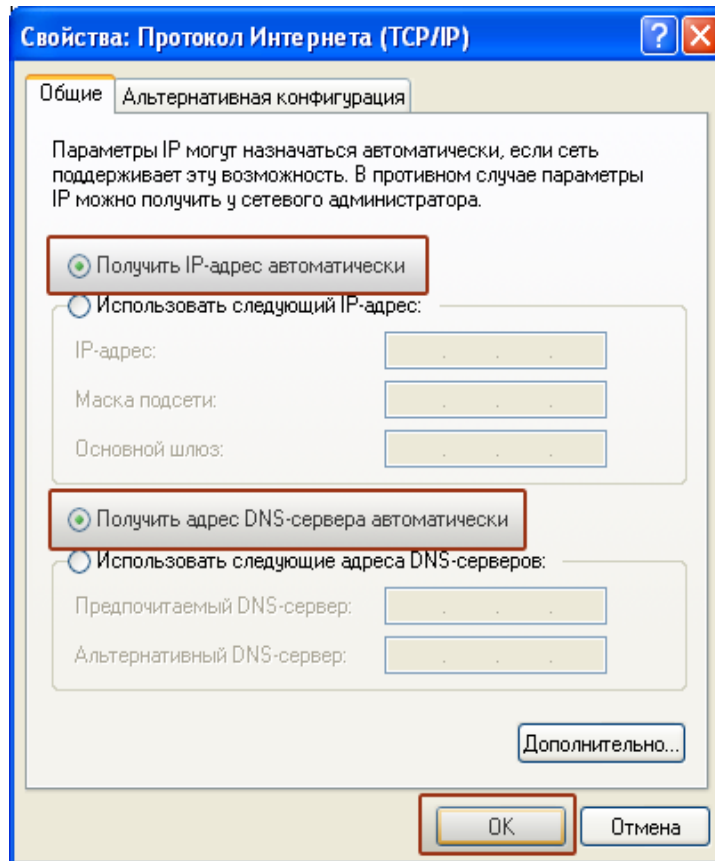 Свойства: Протокол Интернета (TCP/IP)
Общие
Альтернативная конфигурация
Параметры IP могут назначаться автоматически, если сеть
поддерживает эту возможность. В противном случае параметры
IP можно получить у сетевого администратора.
Получить IP-адрес автоматически
Использовать следующий IP-адрес:
IP-адрес:
Маска подсети:
Основной шлюз:
Получить адрес DNS-сервера автоматически
Использовать следующие адреса DNS-серверов:
Предпочитаемый DNS-сервер:
Альтернативный DNS-сервер:
Дополнительно...
OK
Отмена